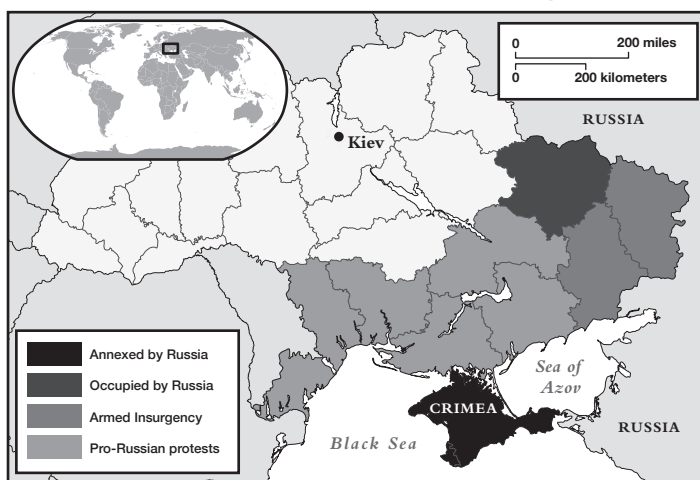 0 200 miles
0 200 kilometers
RUSSIA
Kiev
Annexed by Russia
Occupied by Russia
Armed Insurgency
Pro-Russian protests
Sea of
Azov
CRIMEA
RUSSIA
Black Sea